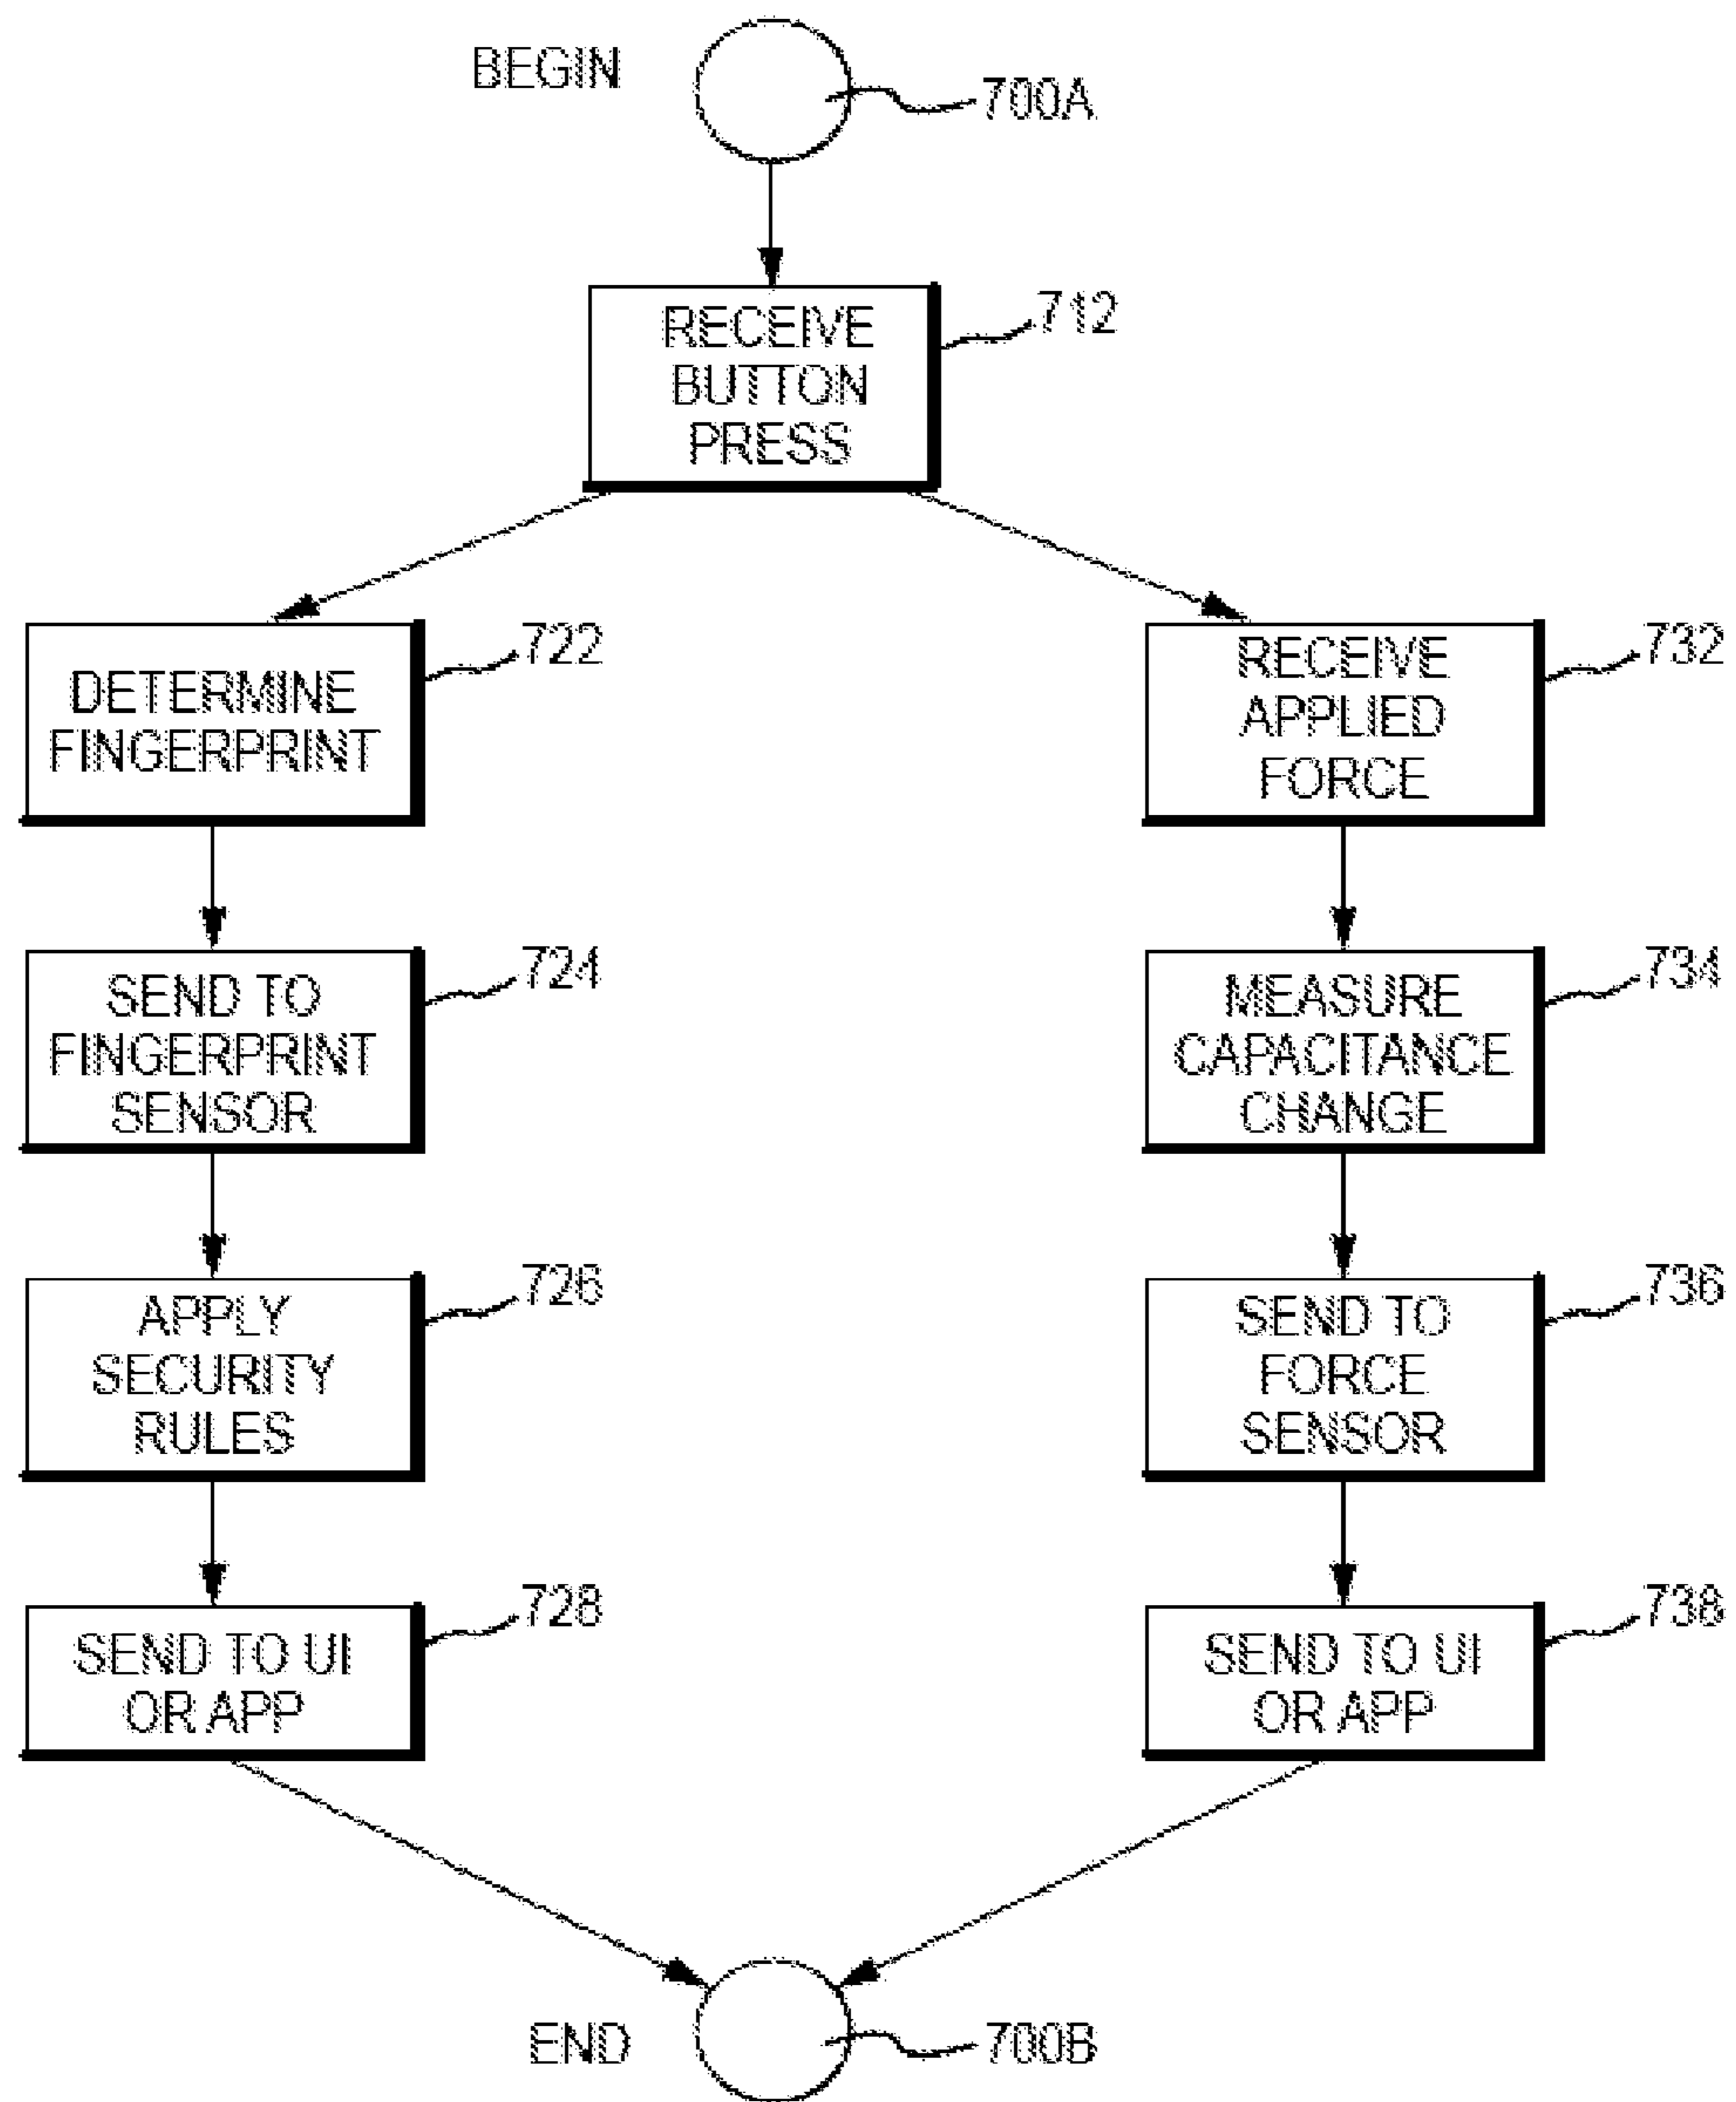 BEGIN
700A
RECEIVE
BUTTON
PRESS
712
DETERMINE
FINGERPRINT
722
RECEIVE
APPLIED
FORCE
732
SEND TO
FINGERPRINT
SENSOR
724
MEASURE
CAPACITANCE
CHANGE
734
APPLY
SECURITY
RULES
726
SEND TO
FORCE
SENSOR
736
SEND TO UI
OR APP
728
SEND TO UI
OR APP
738
END
700B